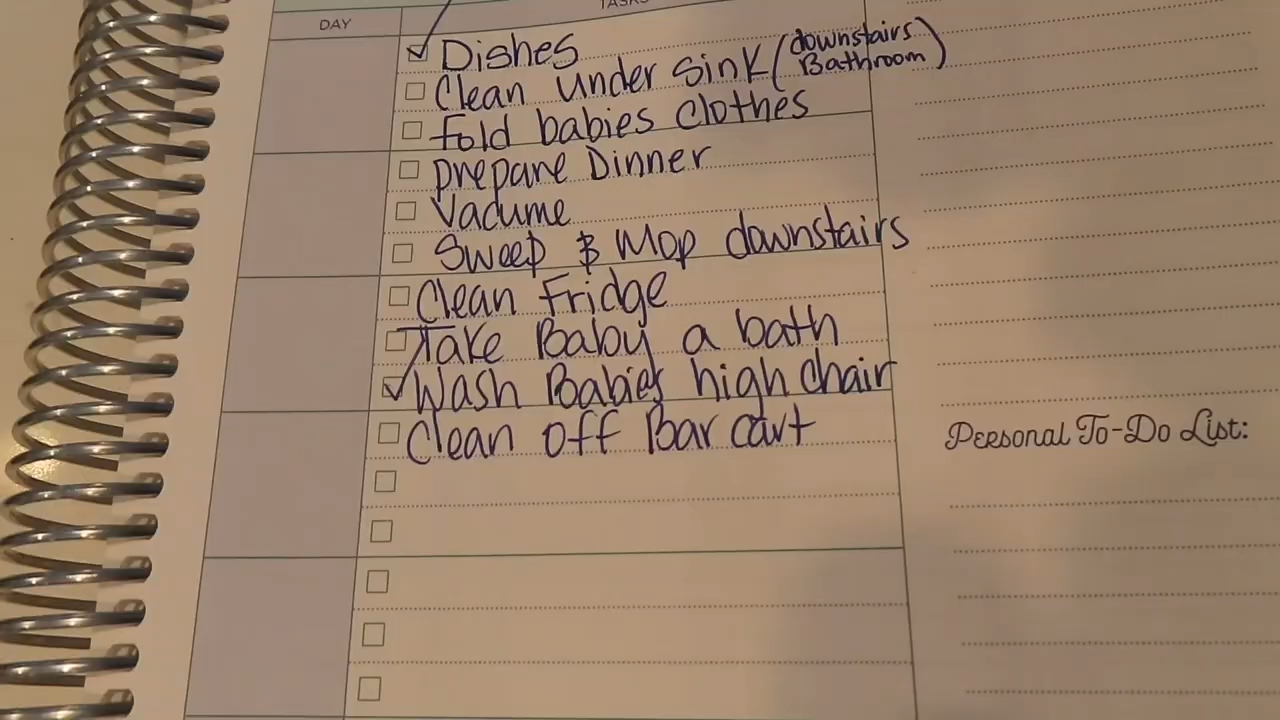 TASKS
DAY
Dishes
Clean under sink (downstairs Bathroom)
fold babies clothes
prepare Dinner
Vacume
Sweep & Mop downstairs
Clean Fridge
Take Baby a bath
Wash Babies high chair
Clean off Bar cart
Personal To-Do List: